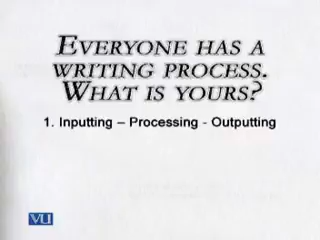 EVERYONE HAS A
WRITING PROCESS.
WHAT IS YOURS?
1. Inputting – Processing - Outputting
VU